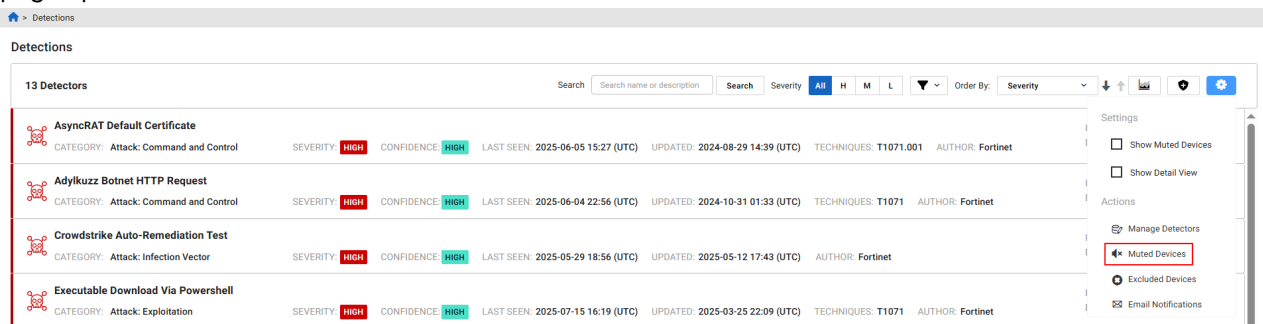 > Detections
Detections
13 Detectors
Search Search name or description Search Severity All H M L Order By: Severity
Settings
Show Muted Devices
Show Detail View
Actions
Manage Detectors
Muted Devices
Excluded Devices
Email Notifications
AsyncRAT Default Certificate
CATEGORY: Attack: Command and Control SEVERITY: HIGH CONFIDENCE: HIGH LAST SEEN: 2025-06-05 15:27 (UTC) UPDATED: 2024-08-29 14:39 (UTC) TECHNIQUES: T1071.001 AUTHOR: Fortinet
Adylkuzz Botnet HTTP Request
CATEGORY: Attack: Command and Control SEVERITY: HIGH CONFIDENCE: HIGH LAST SEEN: 2025-06-04 22:56 (UTC) UPDATED: 2024-10-31 01:33 (UTC) TECHNIQUES: T1071 AUTHOR: Fortinet
Crowdstrike Auto-Remediation Test
CATEGORY: Attack: Infection Vector SEVERITY: HIGH CONFIDENCE: HIGH LAST SEEN: 2025-05-29 18:56 (UTC) UPDATED: 2025-05-12 17:43 (UTC) AUTHOR: Fortinet
Executable Download Via Powershell
CATEGORY: Attack: Exploitation SEVERITY: HIGH CONFIDENCE: HIGH LAST SEEN: 2025-07-15 16:19 (UTC) UPDATED: 2025-03-25 22:09 (UTC) TECHNIQUES: T1071 AUTHOR: Fortinet